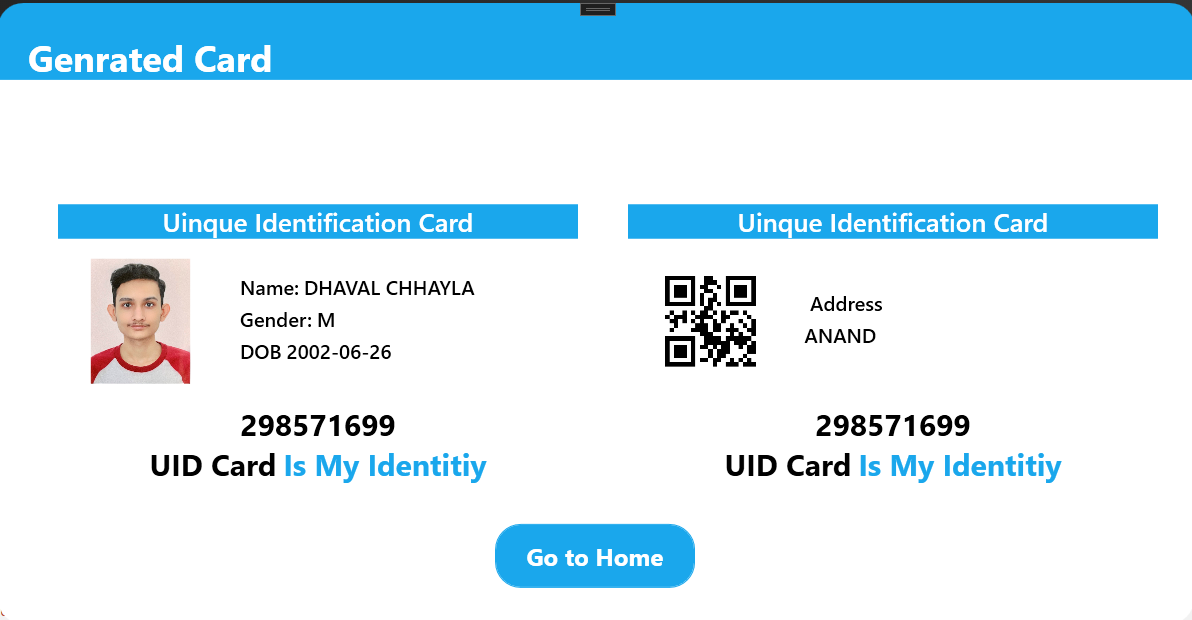 Genrated Card
Uinque Identification Card
Name: DHAVAL CHHAYLA
Gender: M
DOB 2002-06-26
298571699
UID Card Is My Identitiy
Uinque Identification Card
Address
ANAND
298571699
UID Card Is My Identitiy
Go to Home